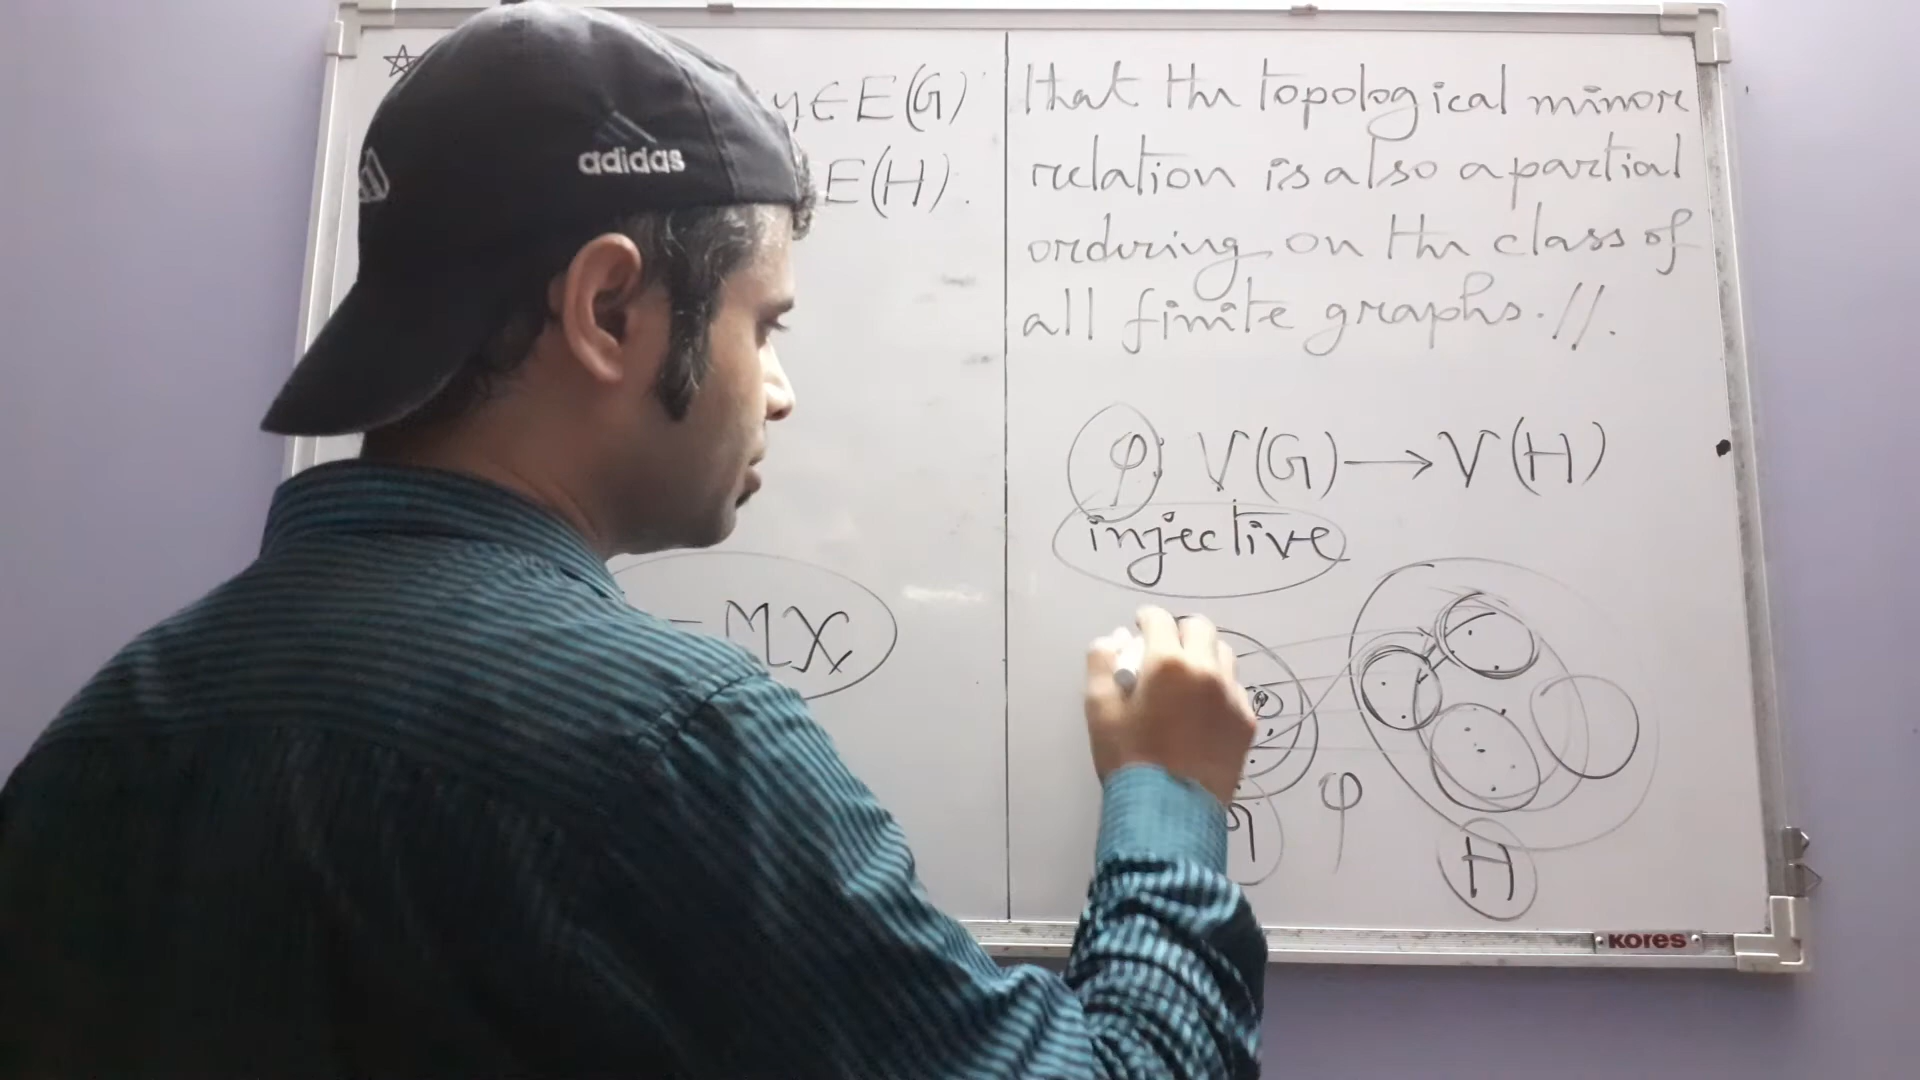 adidas
y ∈ E(G)
E(H).
= MX
that the topological minor
relation is also a partial
ordering on the class of
all finite graphs. //.
φ: V(G) → V(H)
injective
φ
H
KORES